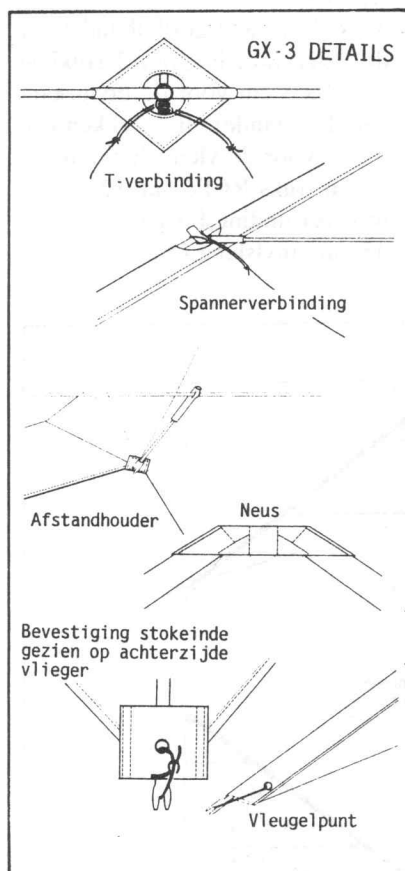 GX-3 DETAILS
T-verbinding
Spannerverbinding
Afstandhouder
Neus
Bevestiging stokeinde
gezien op achterzijde
vlieger
Vleugelpunt